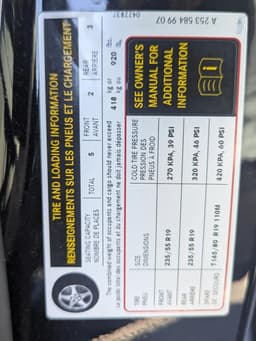 TIRE AND LOADING INFORMATION
RENSEIGNEMENTS SUR LES PNEUS ET LE CHARGEMENT
SEATING CAPACITY TOTAL 5 FRONT 2 REAR 3
NOMBRE DE PLACES AVANT ARRIÈRE
The combined weight of occupants and cargo should never exceed 418 kg or 920 lb.
Le poids total des occupants et du chargement ne doit jamais dépasser kg ou lb.
TIRE SIZE COLD TIRE PRESSURE
PNEU DIMENSIONS PRESSION DES
PNEUS À FROID
FRONT 235/55 R19 270 KPA, 39 PSI
AVANT
REAR 235/55 R19 320 KPA, 46 PSI
ARRIÈRE
SPARE T145/80 R19 110M 420 KPA, 60 PSI
DE SECOURS
SEE OWNER'S
MANUAL FOR
ADDITIONAL
INFORMATION
A 253 584 99 07